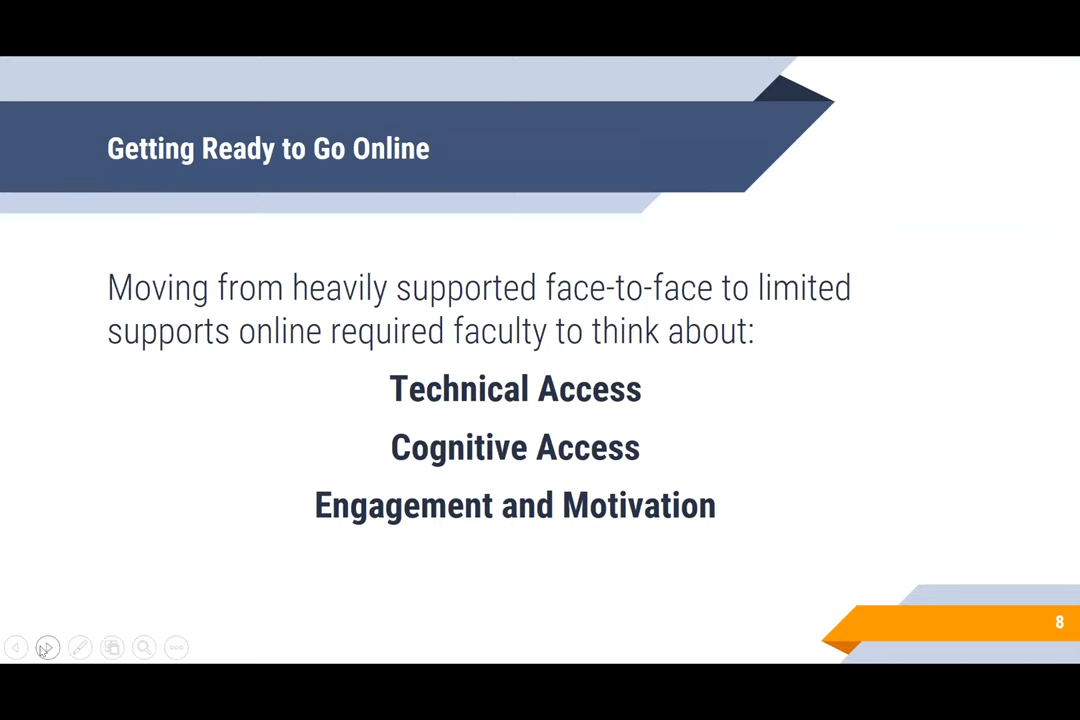 Getting Ready to Go Online
Moving from heavily supported face-to-face to limited
supports online required faculty to think about:
Technical Access
Cognitive Access
Engagement and Motivation
8